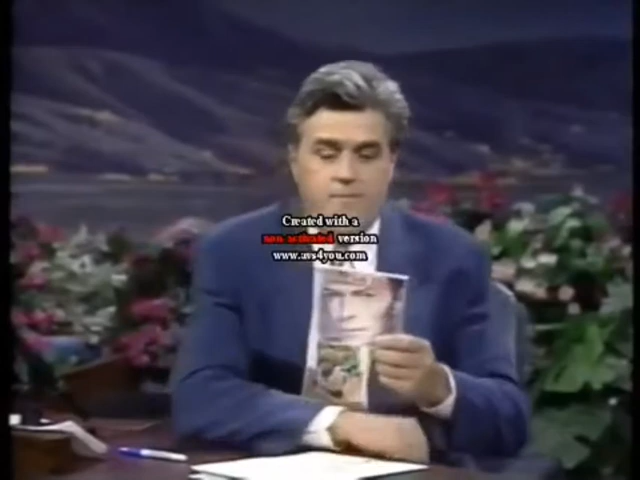 Created with a
non activated version
www.avs4you.com